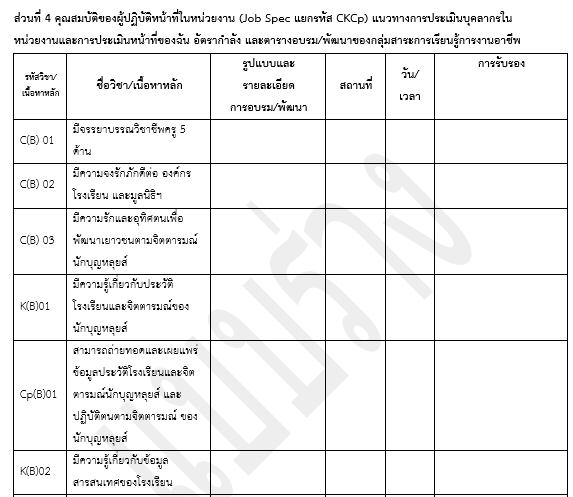 ส่วนที่ 4 คุณสมบัติของผู้ปฏิบัติหน้าที่ในหน่วยงาน (Job Spec แยกรหัส CKCp) แนวทางการประเมินบุคลากรใน
หน่วยงานและการประเมินหน้าที่ของฉัน อัตรากำลัง และตารางอบรม/พัฒนาของกลุ่มสาระการเรียนรู้การงานอาชีพ
รหัสวิชา/
เนื้อหาหลัก
ชื่อวิชา/เนื้อหาหลัก
รูปแบบและ
รายละเอียด
การอบรม/พัฒนา
สถานที่
วัน/
เวลา
การรับรอง
C(B) 01
มีจรรยาบรรณวิชาชีพครู 5
ด้าน
C(B) 02
มีความจงรักภักดีต่อ องค์กร
โรงเรียน และมูลนิธิฯ
C(B) 03
มีความรักและอุทิศตนเพื่อ
พัฒนาเยาวชนตามจิตตารมณ์
นักบุญหลุยส์
K(B)01
มีความรู้เกี่ยวกับประวัติ
โรงเรียนและจิตตารมณ์ของ
นักบุญหลุยส์
Cp(B)01
สามารถถ่ายทอดและเผยแพร่
ข้อมูลประวัติโรงเรียนและจิต
ตารมณ์นักบุญหลุยส์ และ
ปฏิบัติตนตามจิตตารมณ์ ของ
นักบุญหลุยส์
K(B)02
มีความรู้เกี่ยวกับข้อมูล
สารสนเทศของโรงเรียน